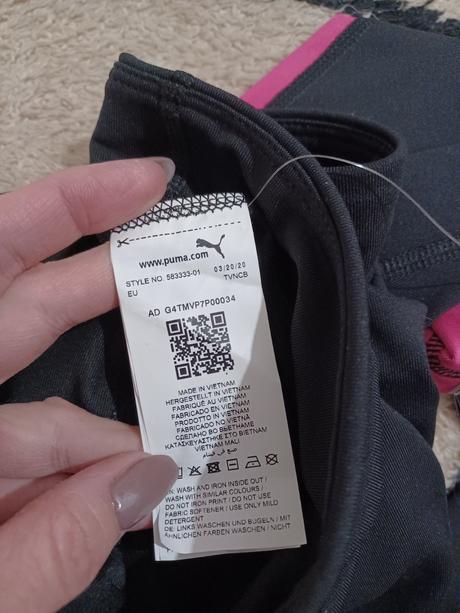 www.puma.com
STYLE NO. 583333-01 03/20/20
EU TVNCB
AD G4TMVP7P00034
MADE IN VIETNAM
HERGESTELLT IN VIETNAM
FABRIQUÉ AU VIETNAM
FABRICADO EN VIETNAM
PRODOTTO IN VIETNAM
FABRICADO NO VIETNÃ
СДЕЛАНО ВО ВЬЕТНАМЕ
ΚΑΤΑΣΚΕΥΑΣΤΗΚΕ ΣΤΟ ΒΙΕΤΝΑΜ
VIETNAM MALI
صنع في فيتنام
: WASH AND IRON INSIDE OUT /
WASH WITH SIMILAR COLOURS /
DO NOT IRON PRINT / DO NOT USE
FABRIC SOFTENER / USE ONLY MILD
DETERGENT
DE: LINKS WASCHEN UND BÜGELN / MIT
ÄHNLICHEN FARBEN WASCHEN / NICHT